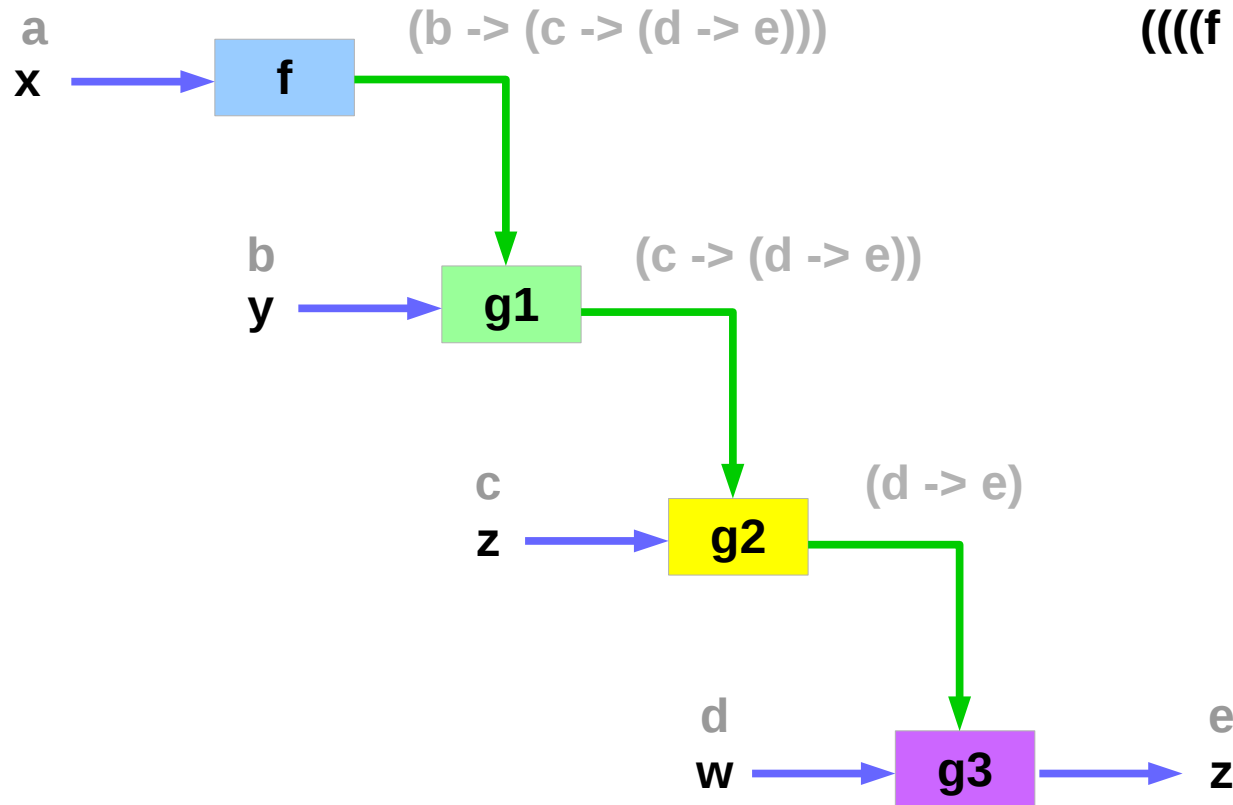 a (b -> (c -> (d -> e))) ((((f
x f
b (c -> (d -> e))
y g1
c (d -> e)
z g2
d e
w g3 z